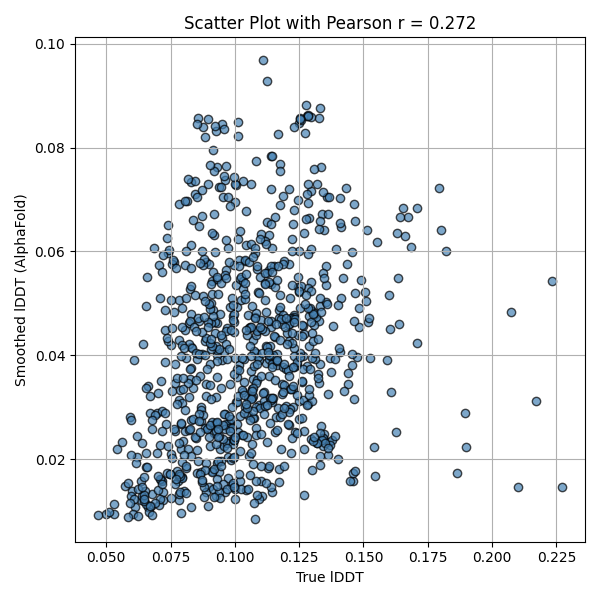 Scatter Plot with Pearson r = 0.272
0.10
0.08
0.06
0.04
0.02
Smoothed lDDT (AlphaFold)
0.050 0.075 0.100 0.125 0.150 0.175 0.200 0.225
True lDDT